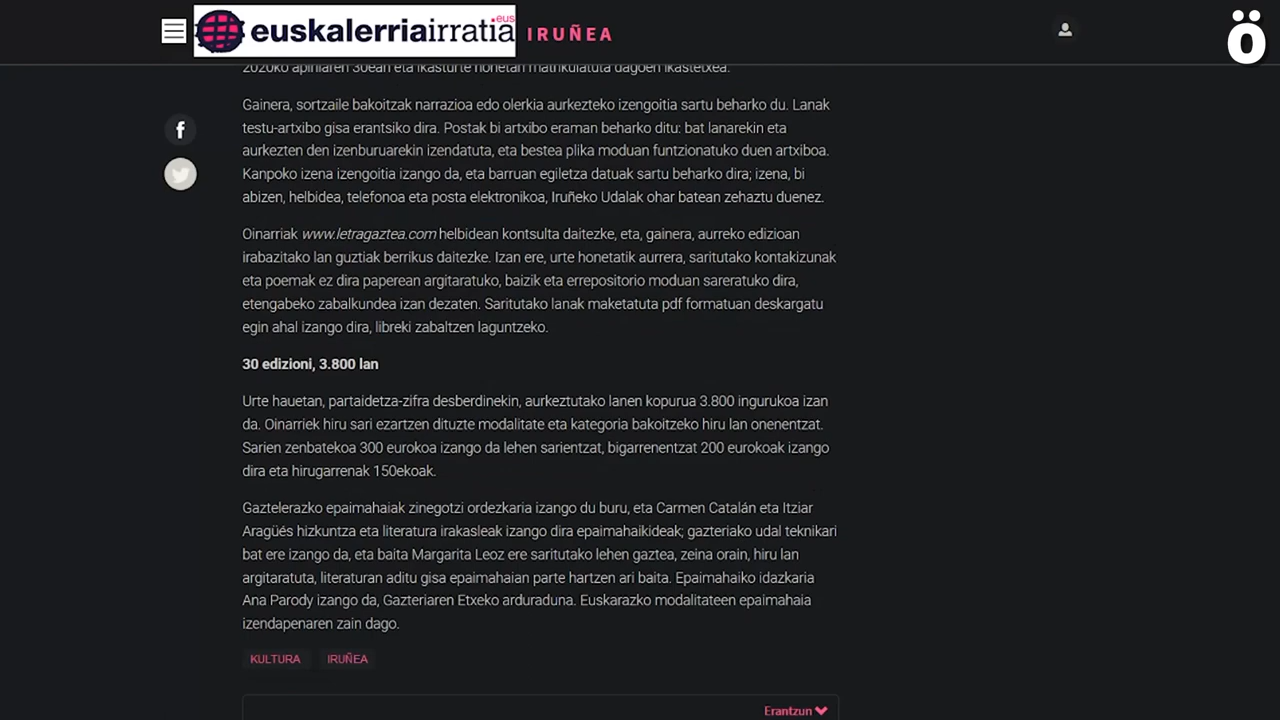 euskalerriairratia.eus IRUÑEA
ö
2020ko apirilaren 30ean eta ikasturte honetan matrikulatuta dagoen ikastetxea.
Gainera, sortzaile bakoitzak narrazioa edo olerkia aurkezteko izengoitia sartu beharko du. Lanak
testu-artxibo gisa erantsiko dira. Postak bi artxibo eraman beharko ditu: bat lanarekin eta
aurkezten den izenburuarekin izendatuta, eta bestea plika moduan funtzionatuko duen artxiboa.
Kanpoko izena izengoitia izango da, eta barruan egiletza datuak sartu beharko dira; izena, bi
abizen, helbidea, telefonoa eta posta elektronikoa, Iruñeko Udalak ohar batean zehaztu duenez.
Oinarriak www.letragaztea.com helbidean kontsulta daitezke, eta, gainera, aurreko edizioan
irabazitako lan guztiak berrikus daitezke. Izan ere, urte honetatik aurrera, saritutako kontakizunak
eta poemak ez dira paperean argitaratuko, baizik eta errepositorio moduan sareratuko dira,
etengabeko zabalkundea izan dezaten. Saritutako lanak maketatuta pdf formatuan deskargatu
egin ahal izango dira, libreki zabaltzen laguntzeko.
30 edizioni, 3.800 lan
Urte hauetan, partaidetza-zifra desberdinekin, aurkeztutako lanen kopurua 3.800 ingurukoa izan
da. Oinarriek hiru sari ezartzen dituzte modalitate eta kategoria bakoitzeko hiru lan onenentzat.
Sarien zenbatekoa 300 eurokoa izango da lehen sarientzat, bigarrenentzat 200 eurokoak izango
dira eta hirugarrenak 150ekoak.
Gaztelerazko epaimahaiak zinegotzi ordezkaria izango du buru, eta Carmen Catalán eta Itziar
Aragüés hizkuntza eta literatura irakasleak izango dira epaimahaikideak; gazteriako udal teknikari
bat ere izango da, eta baita Margarita Leoz ere saritutako lehen gaztea, zeina orain, hiru lan
argitaratuta, literaturan aditu gisa epaimahaian parte hartzen ari baita. Epaimahaiko idazkaria
Ana Parody izango da, Gazteriaren Etxeko arduraduna. Euskarazko modalitateen epaimahaia
izendapenaren zain dago.
KULTURA IRUÑEA
Erantzun